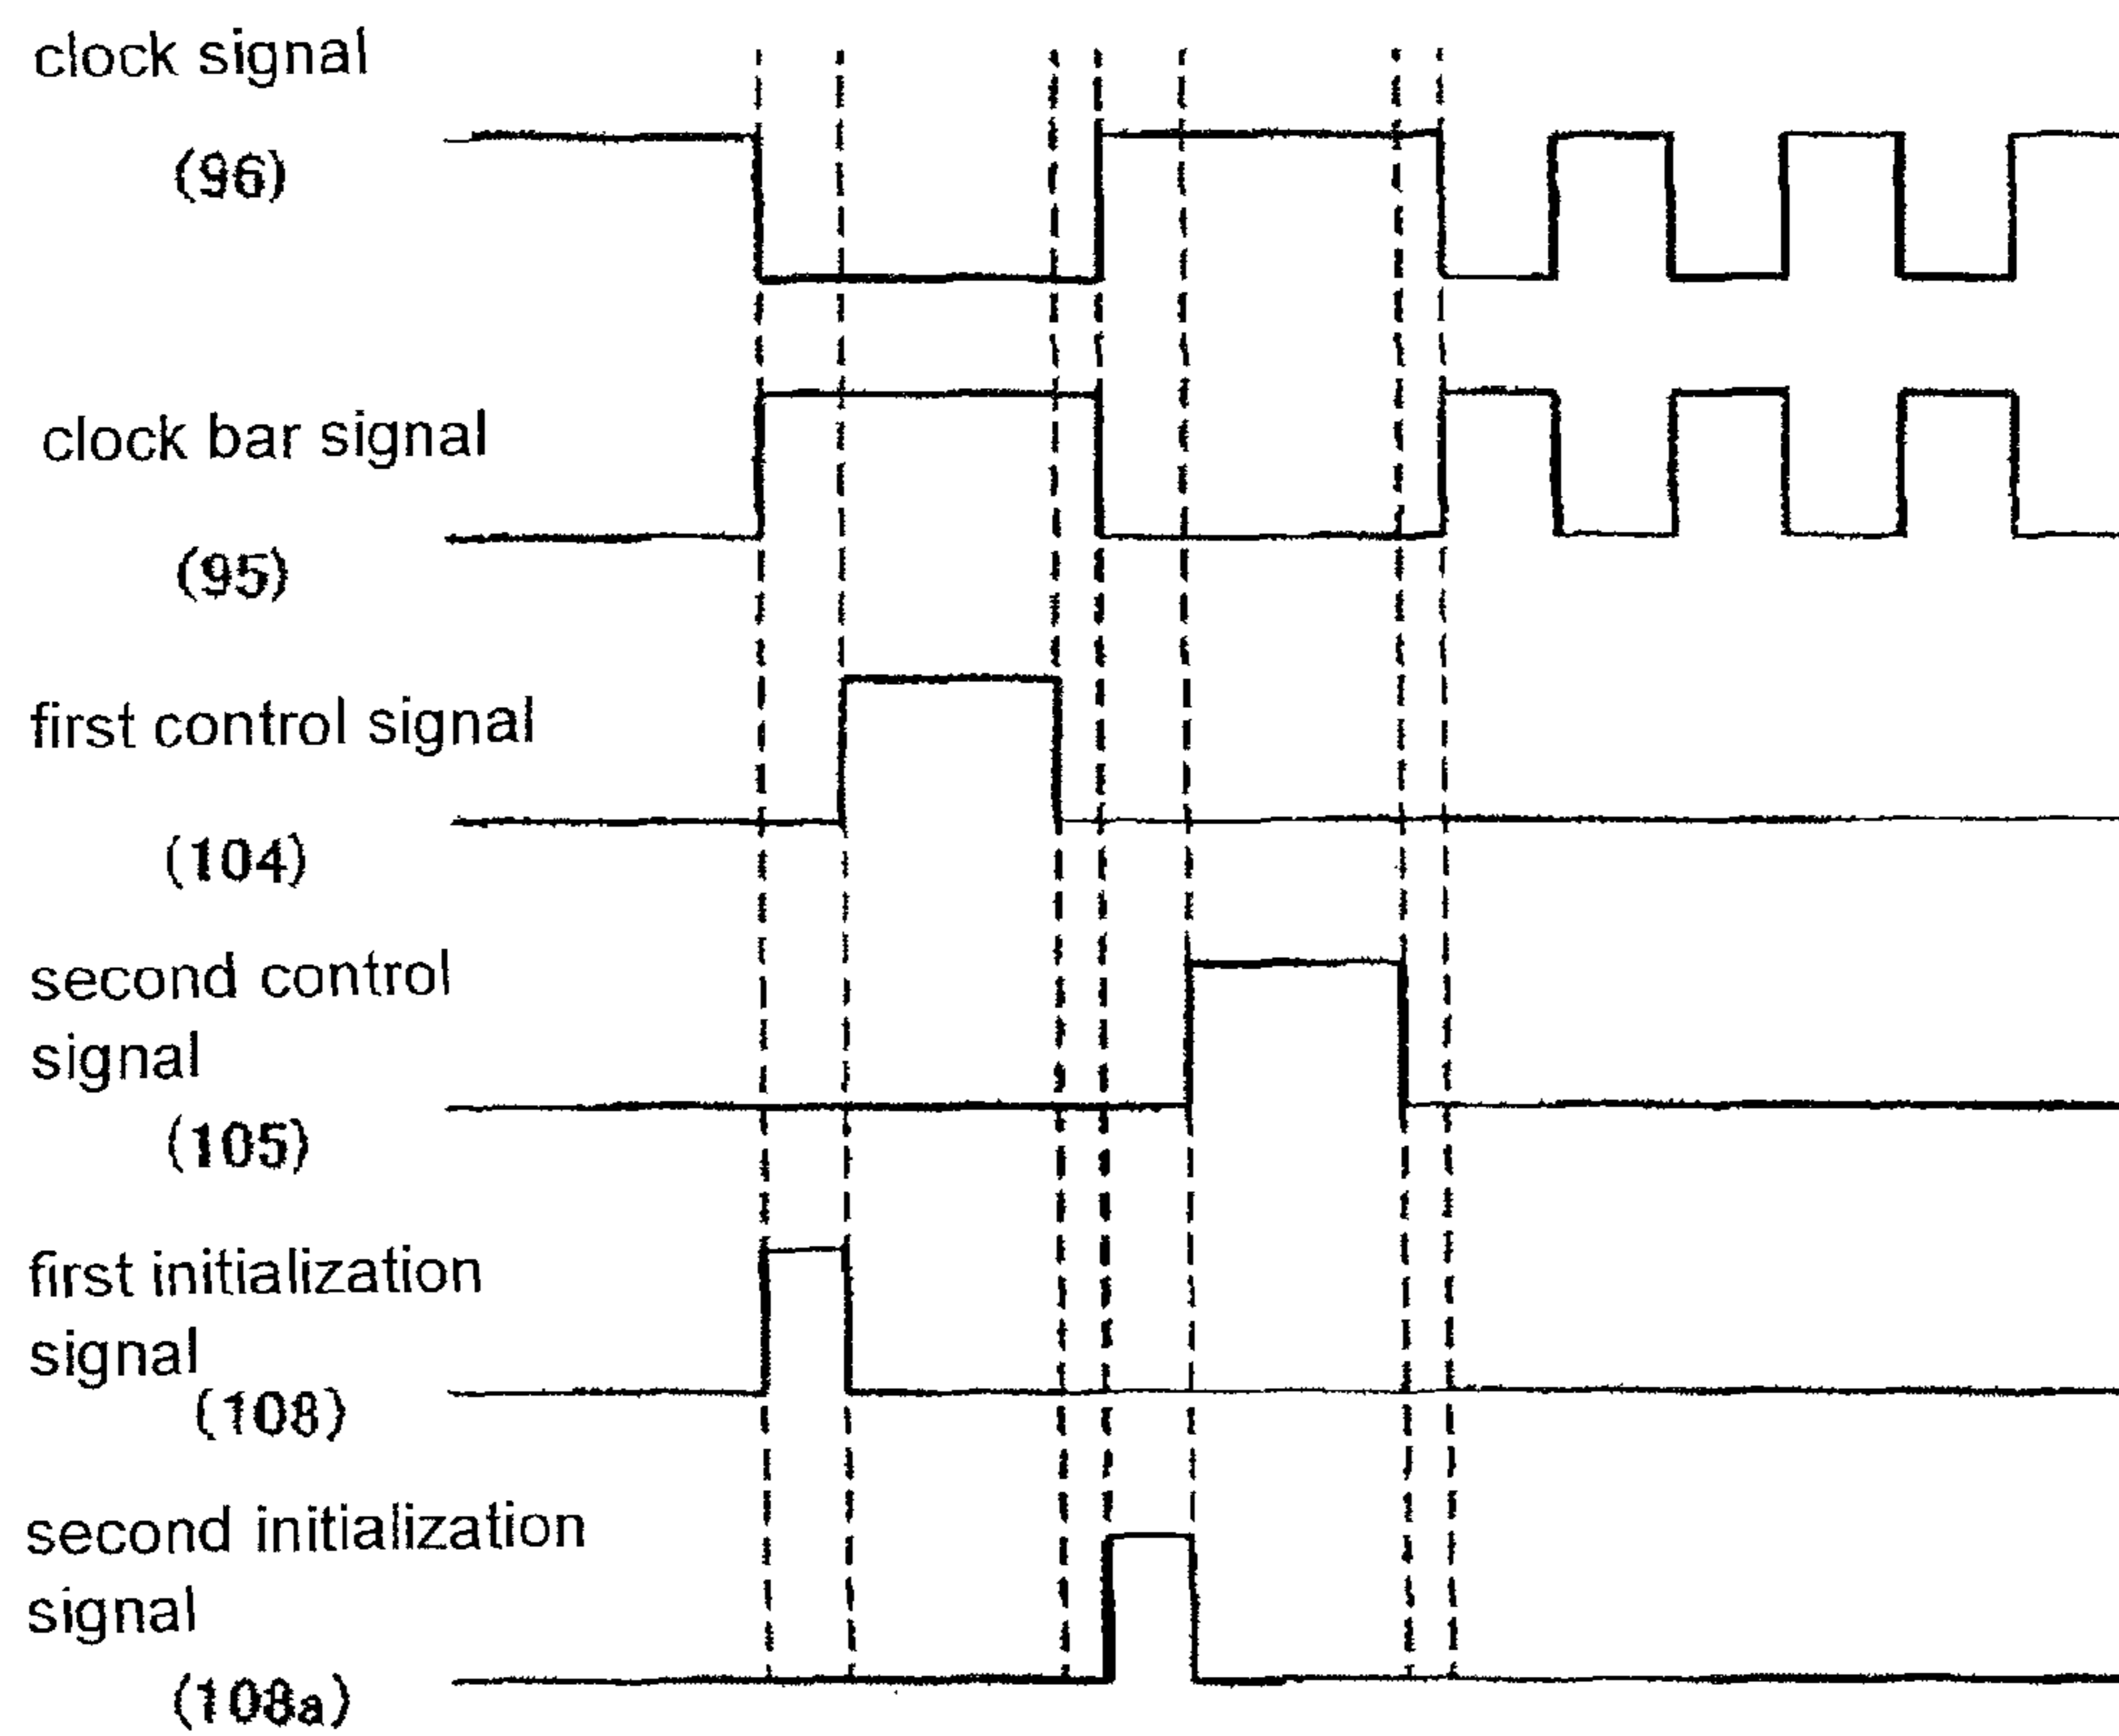 clock signal
(96)
clock bar signal
(95)
first control signal
(104)
second control
signal
(105)
first initialization
signal
(108)
second initialization
signal
(108a)